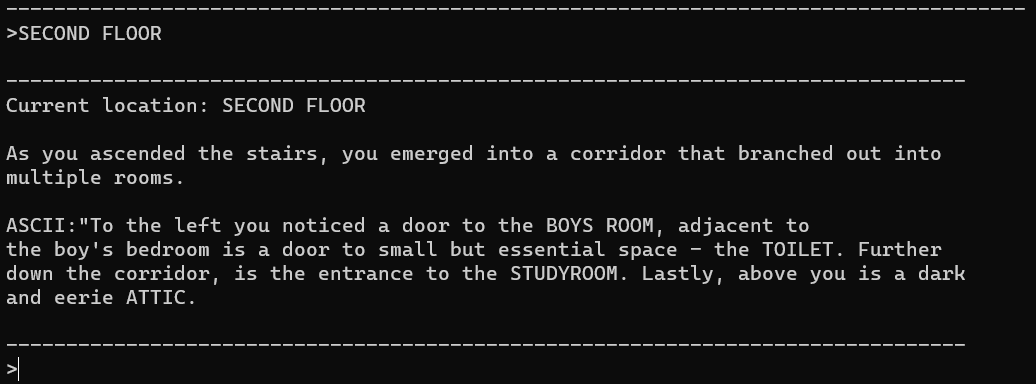 >SECOND FLOOR
Current location: SECOND FLOOR
As you ascended the stairs, you emerged into a corridor that branched out into
multiple rooms.
ASCII:"To the left you noticed a door to the BOYS ROOM, adjacent to
the boy's bedroom is a door to small but essential space – the TOILET. Further
down the corridor, is the entrance to the STUDYROOM. Lastly, above you is a dark
and eerie ATTIC.
>